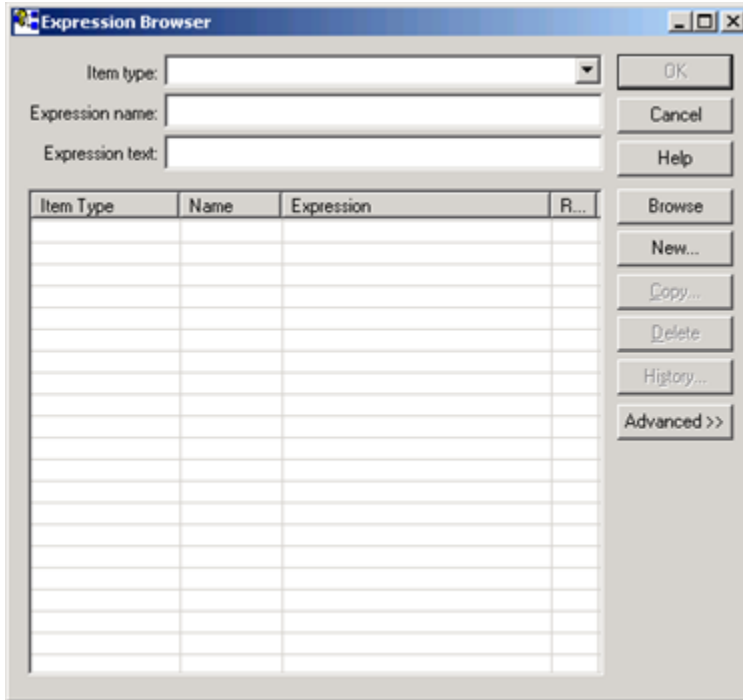 Expression Browser
Item type:
OK
Expression name:
Cancel
Expression text:
Help
Item Type Name Expression R...
Browse
New...
Copy...
Delete
History...
Advanced >>